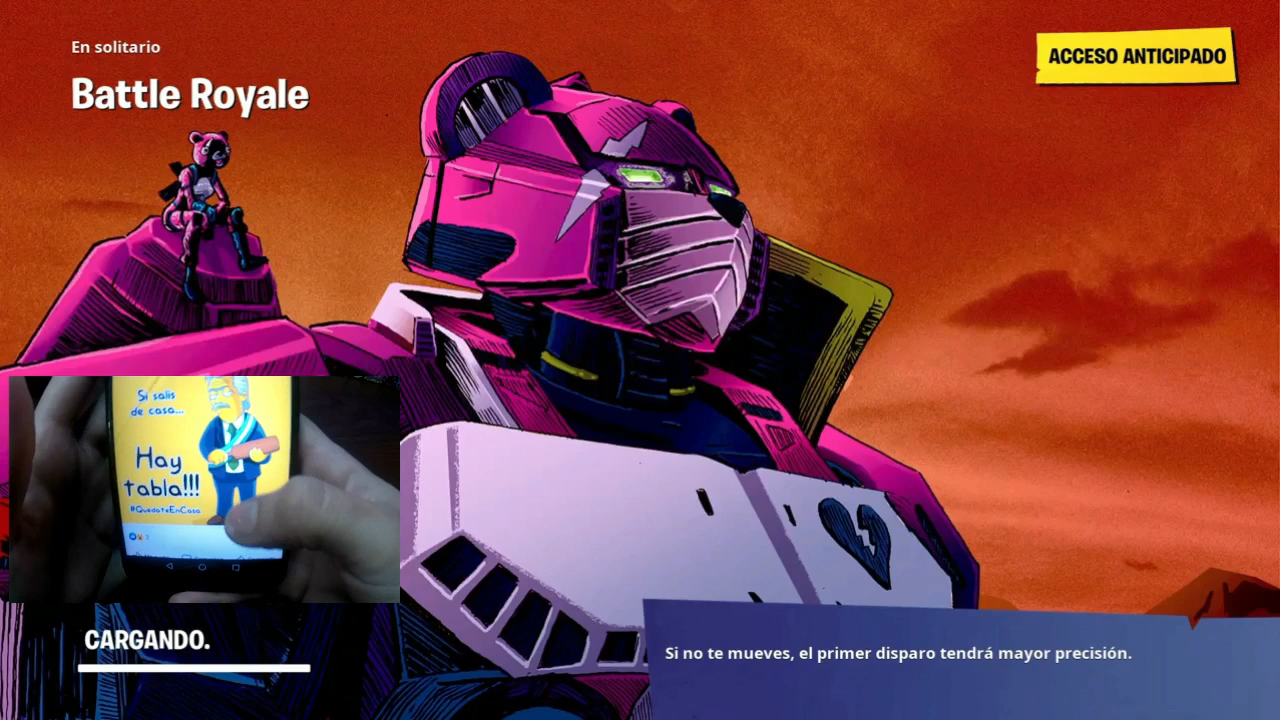 En solitario
Battle Royale
ACCESO ANTICIPADO
Si salis
de casa...
Hay
tabla!!!
#QuedateEnCasa
CARGANDO.
Si no te mueves, el primer disparo tendrá mayor precisión.